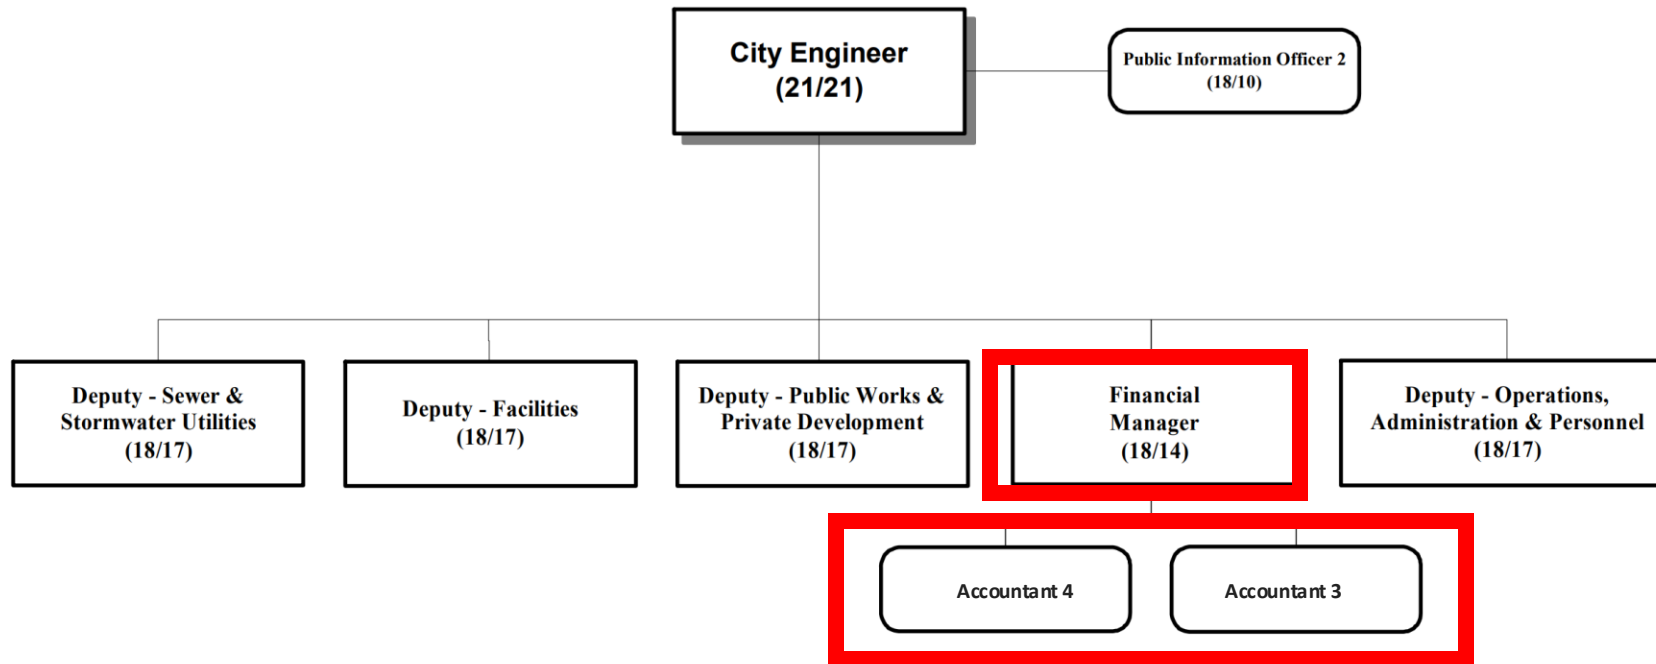 City Engineer
(21/21)
Public Information Officer 2
(18/10)
Deputy - Sewer &
Stormwater Utilities
(18/17)
Deputy - Facilities
(18/17)
Deputy - Public Works &
Private Development
(18/17)
Financial
Manager
(18/14)
Deputy - Operations,
Administration & Personnel
(18/17)
Accountant 4
Accountant 3